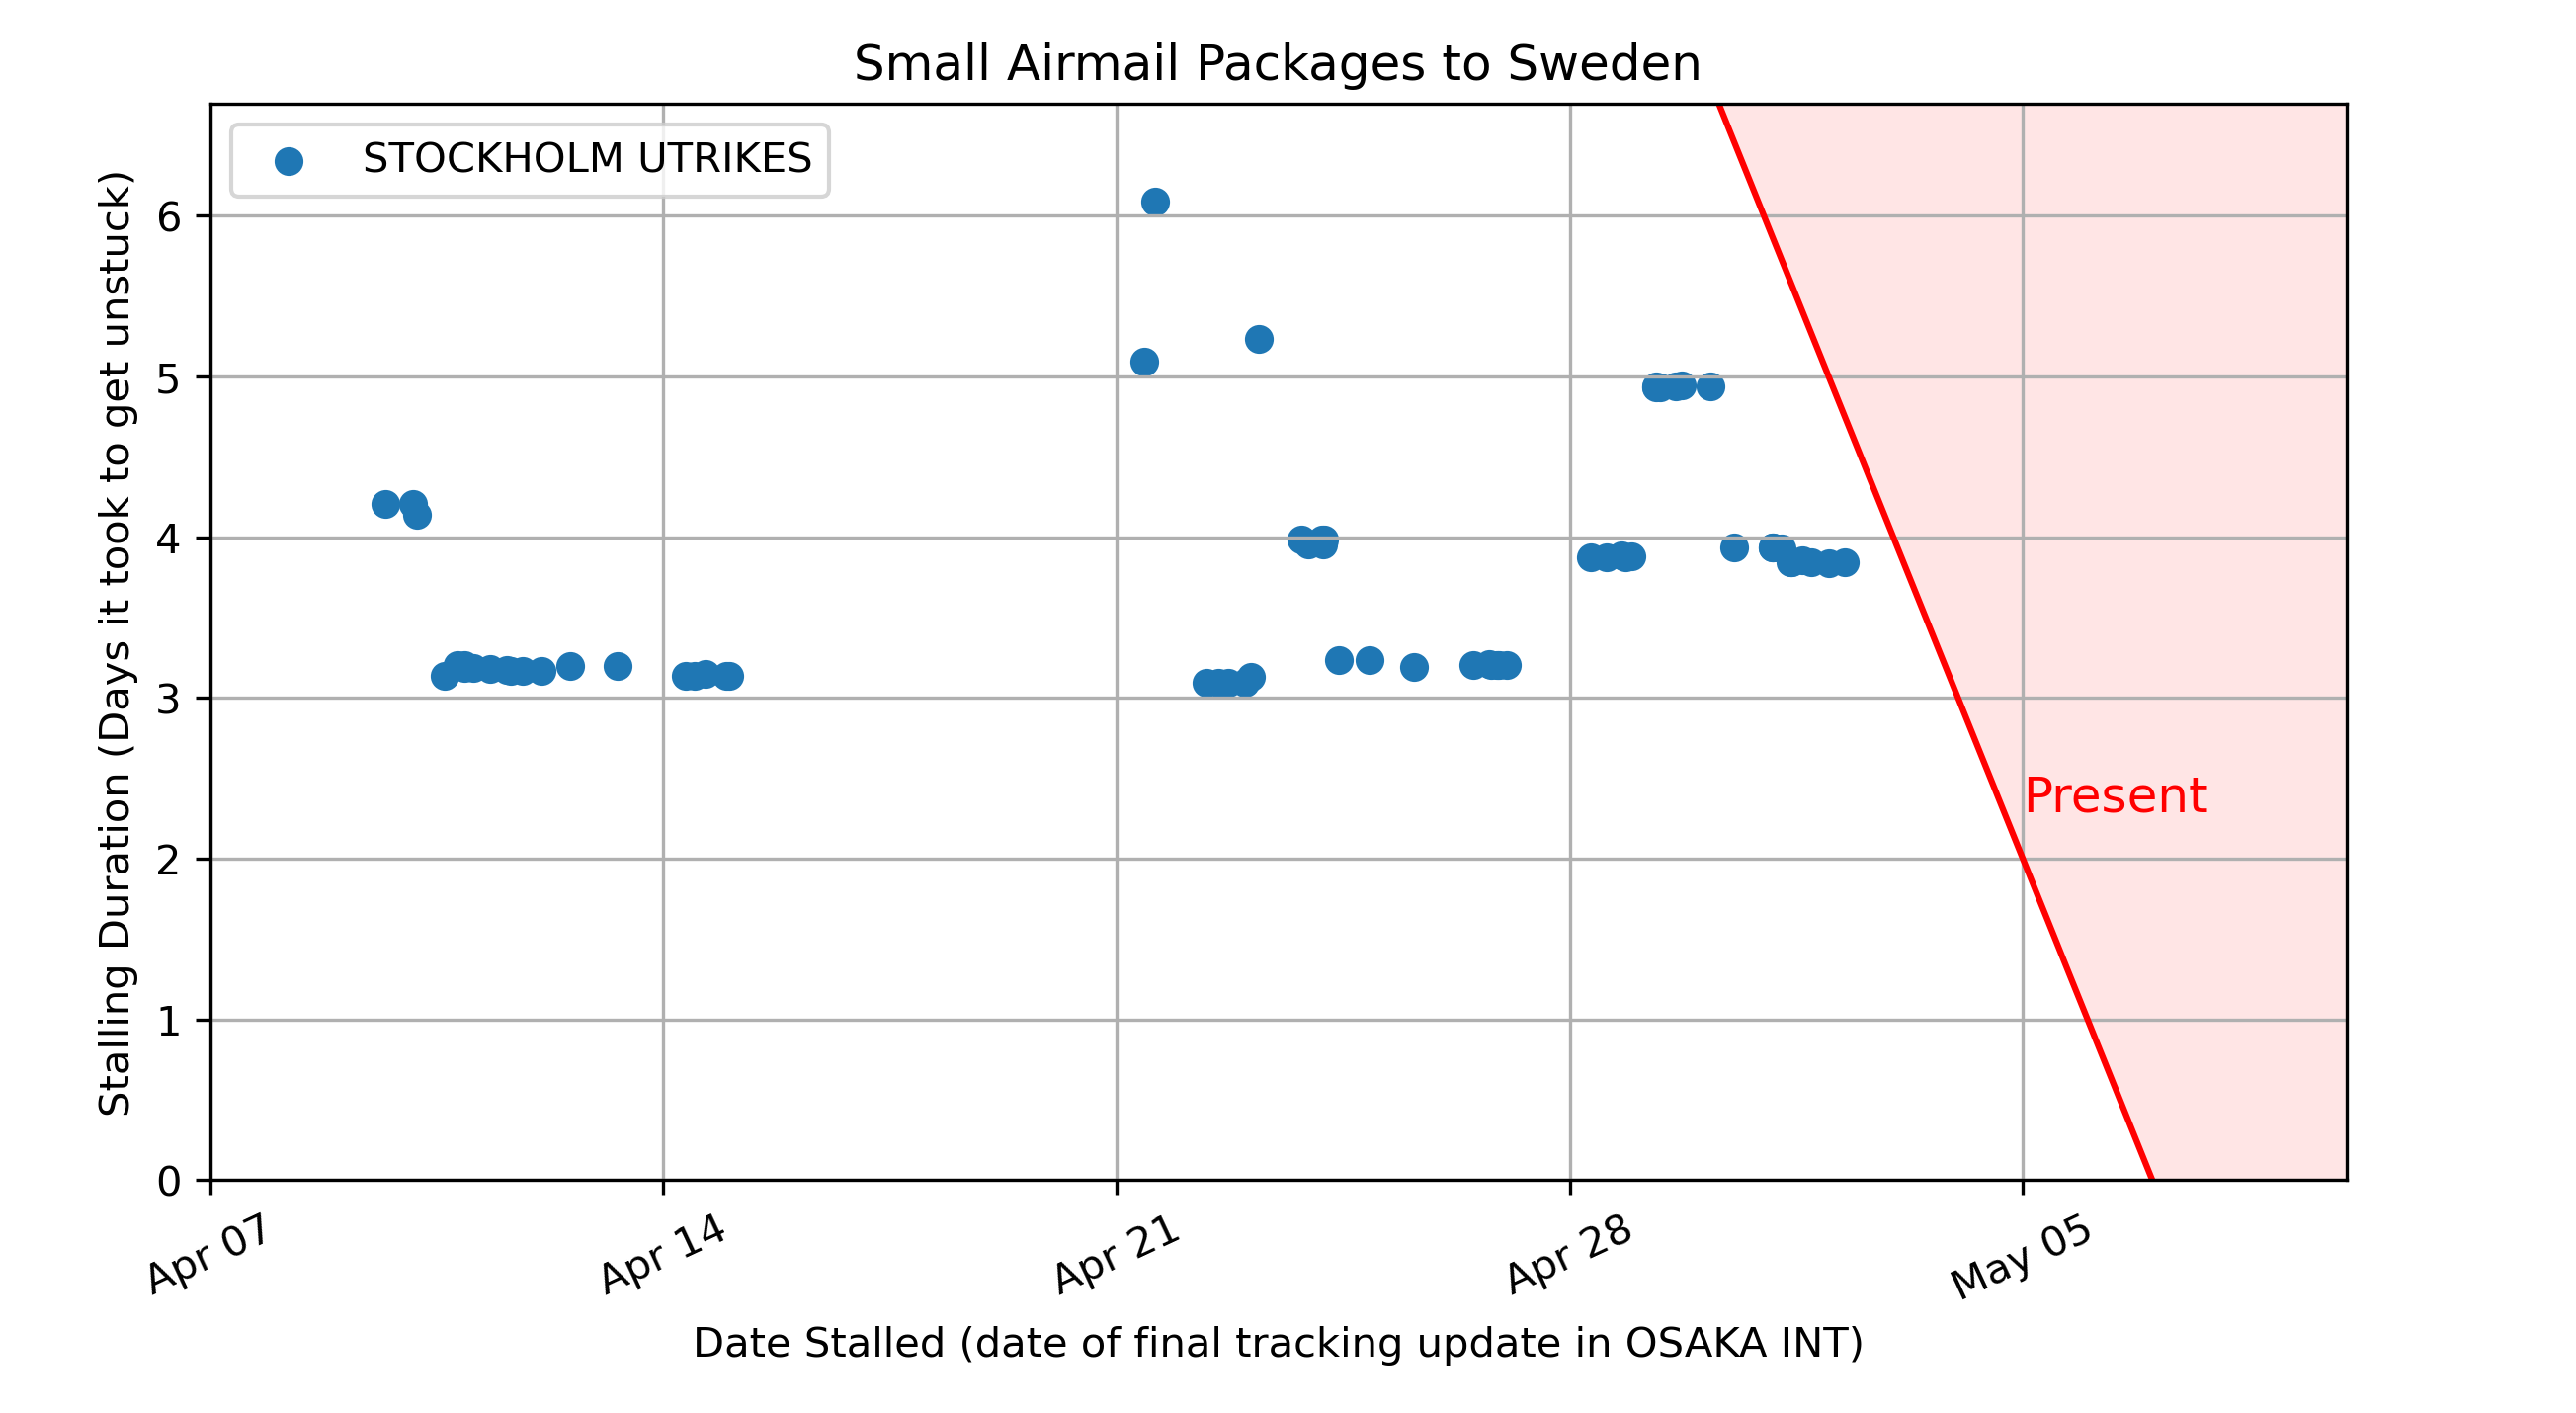 Small Airmail Packages to Sweden
STOCKHOLM UTRIKES
Stalling Duration (Days it took to get unstuck)
6
5
4
3
2
1
0
Present
Apr 07
Apr 14
Apr 21
Apr 28
May 05
Date Stalled (date of final tracking update in OSAKA INT)